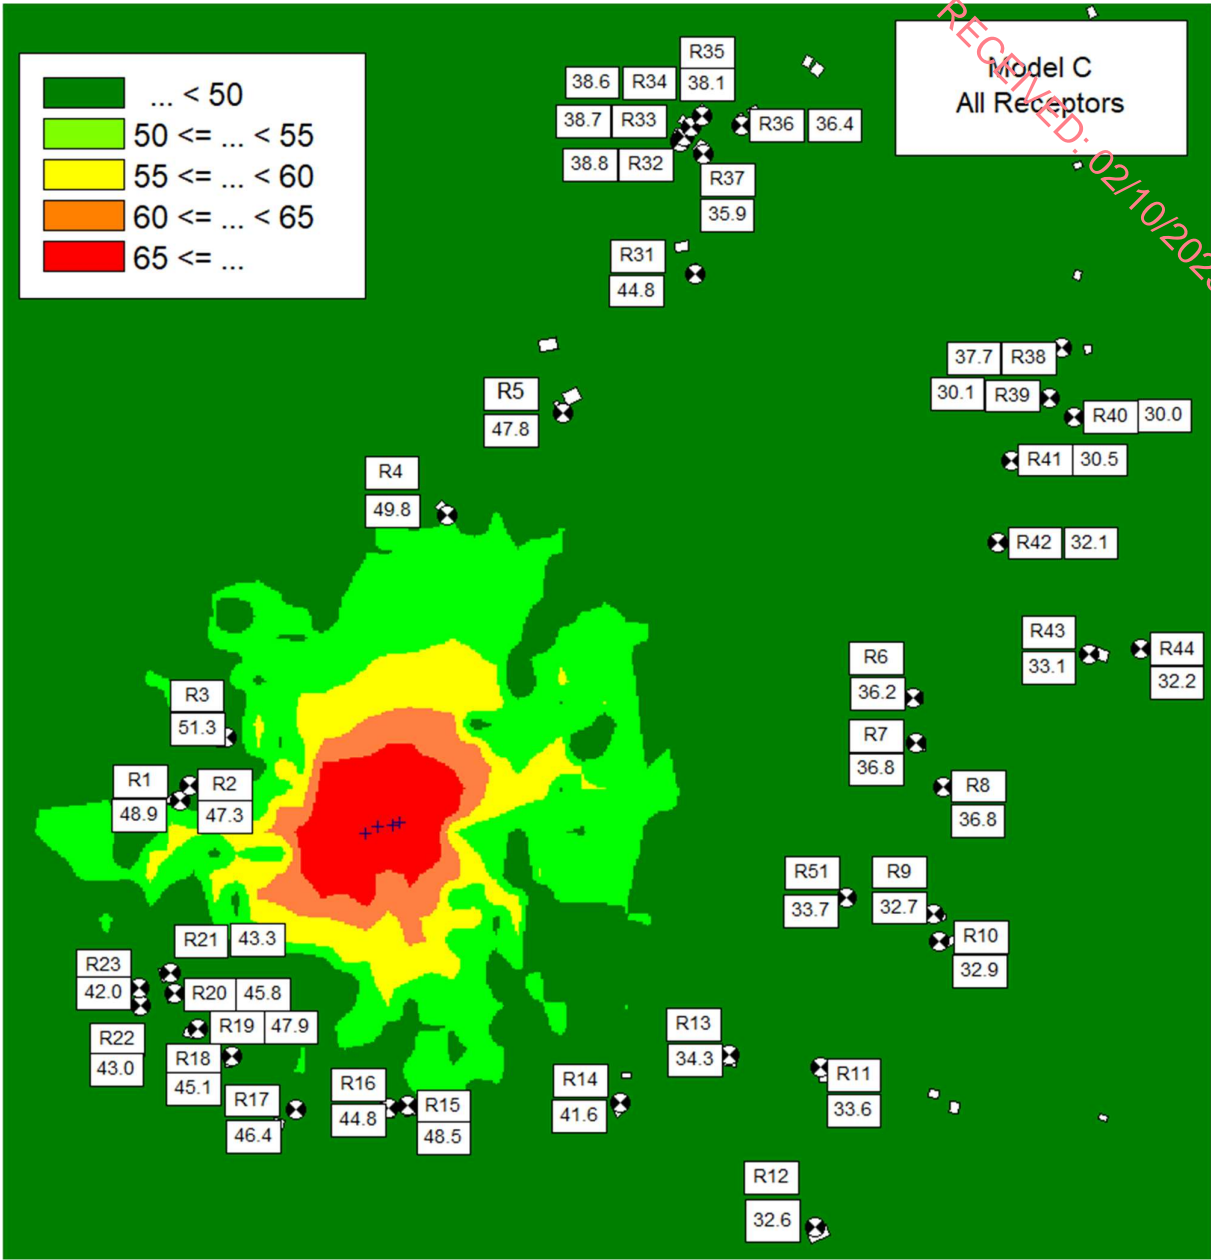 ... < 50
50 <= ... < 55
55 <= ... < 60
60 <= ... < 65
65 <= ...
Model C
All Receptors
RECEIVED: 02/10/202
R35
38.6 R34 38.1
38.7 R33
R36 36.4
38.8 R32
R37
35.9
R31
44.8
37.7 R38
30.1 R39
R40 30.0
R41 30.5
R42 32.1
R5
47.8
R4
49.8
R43
33.1
R44
32.2
R6
36.2
R7
36.8
R8
36.8
R3
51.3
R1
48.9
R2
47.3
R51
33.7
R9
32.7
R10
32.9
R21 43.3
R23
42.0
R20 45.8
R19 47.9
R22
43.0
R18
45.1
R17
46.4
R16
44.8
R15
48.5
R14
41.6
R13
34.3
R11
33.6
R12
32.6